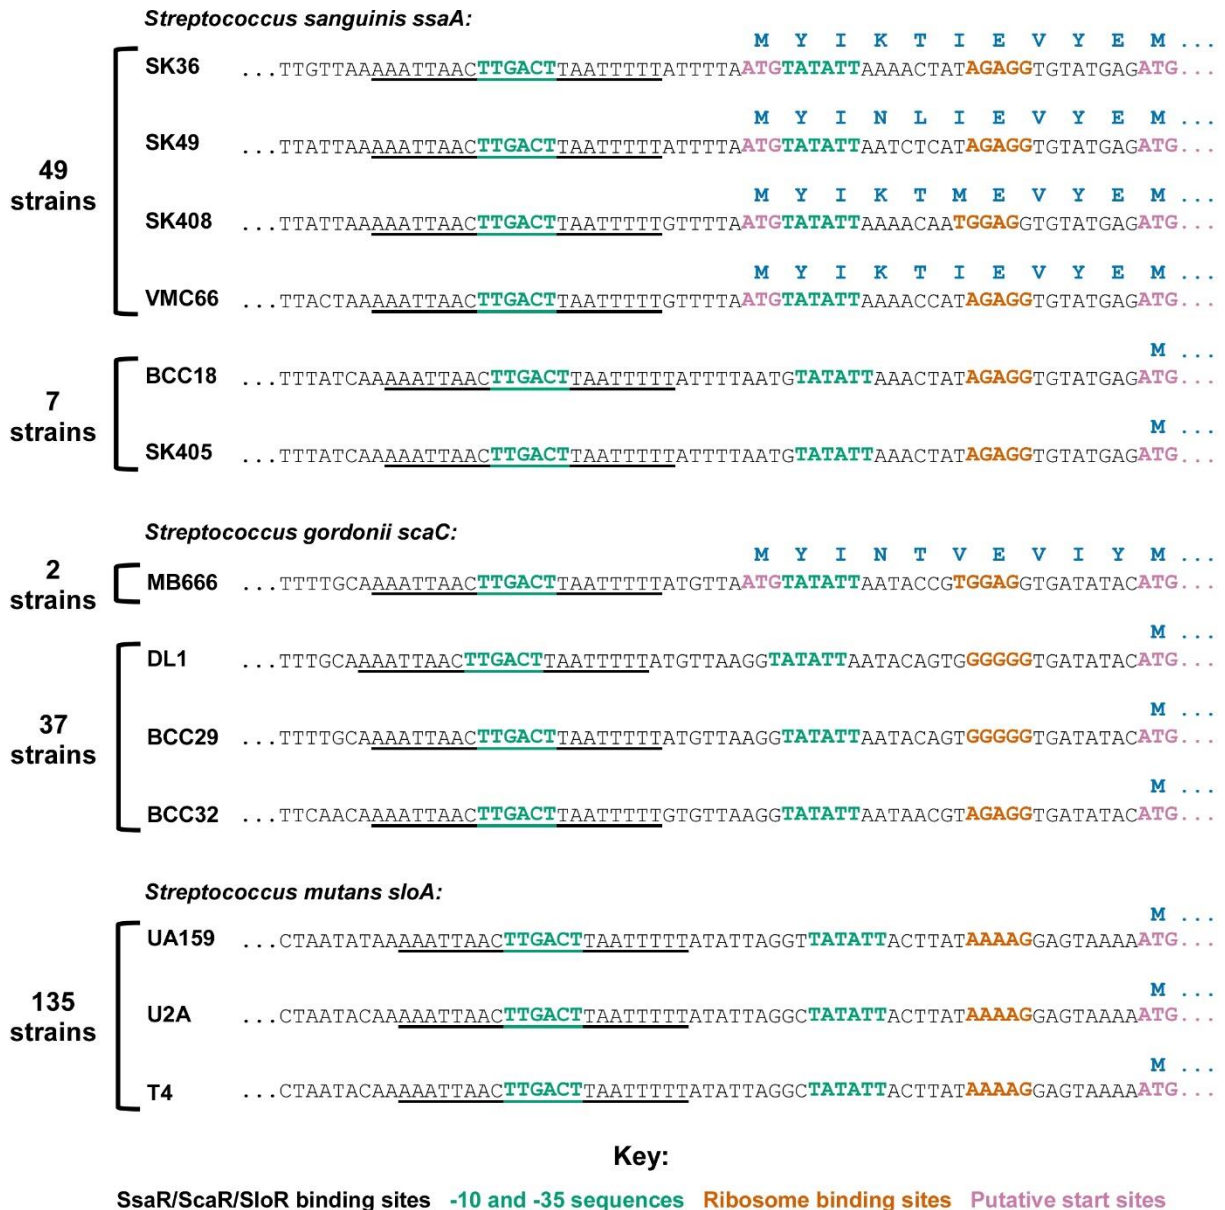 Streptococcus sanguinis ssaA:
M Y I K T I E V Y E M ...
SK36 ...TTGTTAAAAATTAACTTGACTTAATTTTTATTTTAATGTATATTAAAACTATAGAGGTGTATGAGATG...
M Y I N L I E V Y E M ...
SK49 ...TTATTAAAAATTAACTTGACTTAATTTTTATTTTAATGTATATTAATCTCATAGAGGTGTATGAGATG...
49 strains
M Y I K T M E V Y E M ...
SK408 ...TTATTAAAAATTAACTTGACTTAATTTTTGTTTTAATGTATATTAAAACAATGGAGGTGTATGAGATG...
M Y I K T I E V Y E M ...
VMC66 ...TTACTAAAAATTAACTTGACTTAATTTTTGTTTTAATGTATATTAAAACCATAGAGGTGTATGAGATG...
M ...
BCC18 ...TTTATCAAAAATTAACTTGACTTAATTTTTATTTTAATGTATATTAAACTATAGAGGTGTATGAGATG...
7 strains
M ...
SK405 ...TTTATCAAAAATTAACTTGACTTAATTTTTATTTTAATGTATATTAAACTATAGAGGTGTATGAGATG...
Streptococcus gordonii scaC:
M Y I N T V E V I Y M ...
2 strains
MB666 ...TTTTGCAAAATTAACTTGACTTAATTTTTATGTTAATGTATATTAATACCGTGGAGGTGATATACATG...
M ...
DL1 ...TTTGCAAAATTAACTTGACTTAATTTTTATGTTAAGGTATATTAATACAGTGGGGGGTGATATACATG...
37 strains
M ...
BCC29 ...TTTTGCAAAATTAACTTGACTTAATTTTTATGTTAAGGTATATTAATACAGTGGGGGTGATATACATG...
M ...
BCC32 ...TTCAACAAAATTAACTTGACTTAATTTTTGTGTTAAGGTATATTAATAACGTAGAGGTGATATACATG...
Streptococcus mutans sloA:
M ...
UA159 ...CTAATATAAAAATTAACTTGACTTAATTTTTATATTAGGTTATATTACTTATAAAAGGAGTAAAAATG...
135 strains
M ...
U2A ...CTAATACAAAAATTAACTTGACTTAATTTTTATATTAGGCTATATTACTTATAAAAGGAGTAAAAATG...
M ...
T4 ...CTAATACAAAAATTAACTTGACTTAATTTTTATATTAGGCTATATTACTTATAAAAGGAGTAAAAATG...
Key:
SsaR/ScaR/SloR binding sites -10 and -35 sequences Ribosome binding sites Putative start sites